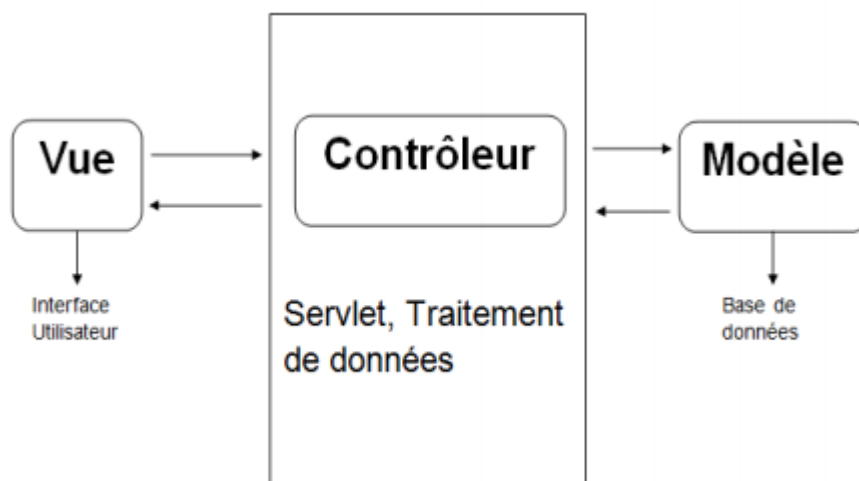 Vue
Contrôleur
Modèle
Interface
Utilisateur
Servlet, Traitement
de données
Base de
données